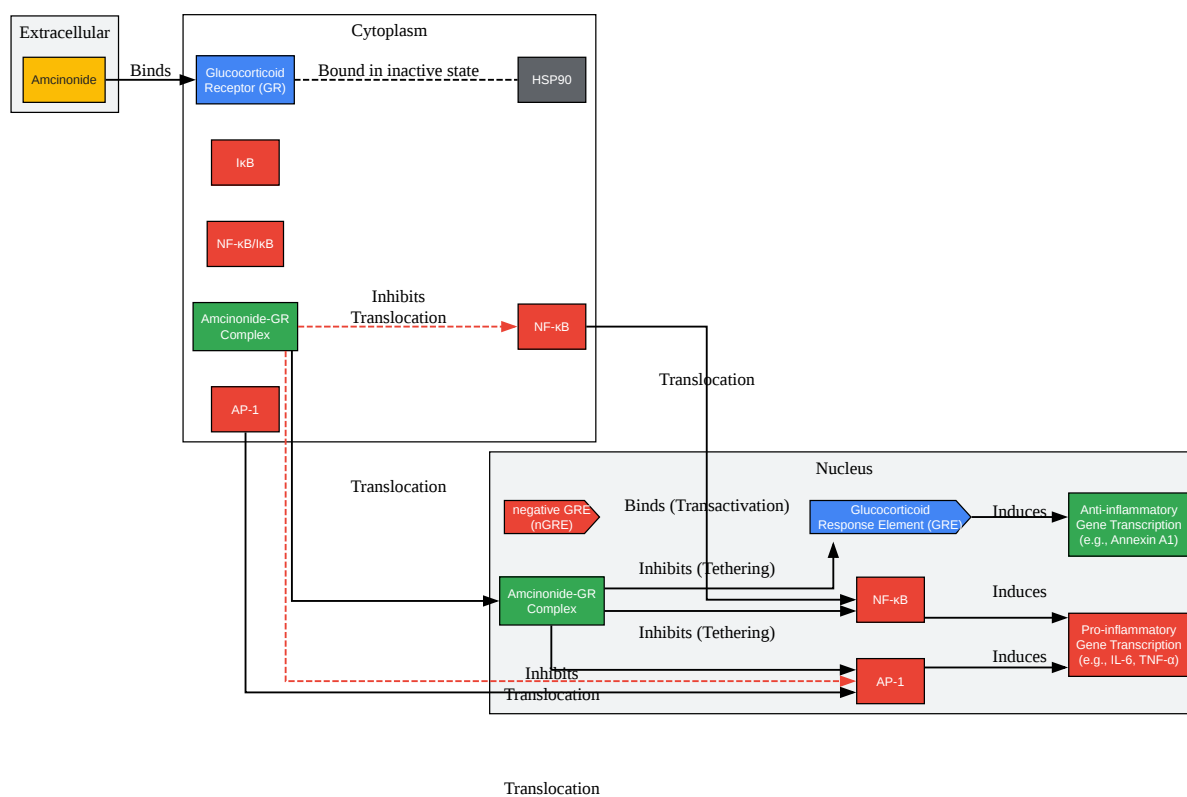 Extracellular
Cytoplasm
Amcinonide
Binds
Glucocorticoid
Receptor (GR)
Bound in inactive state
HSP90
IκB
NF-κB/IκB
Amcinonide-GR
Complex
Inhibits
Translocation
NF-κB
Translocation
AP-1
Translocation
Nucleus
negative GRE
(nGRE)
Binds (Transactivation)
Glucocorticoid
Response Element (GRE)
Induces
Anti-inflammatory
Gene Transcription
(e.g., Annexin A1)
Amcinonide-GR
Complex
Inhibits (Tethering)
Inhibits (Tethering)
NF-κB
Induces
Pro-inflammatory
Gene Transcription
(e.g., IL-6, TNF-α)
Inhibits
Translocation
AP-1
Induces
Translocation